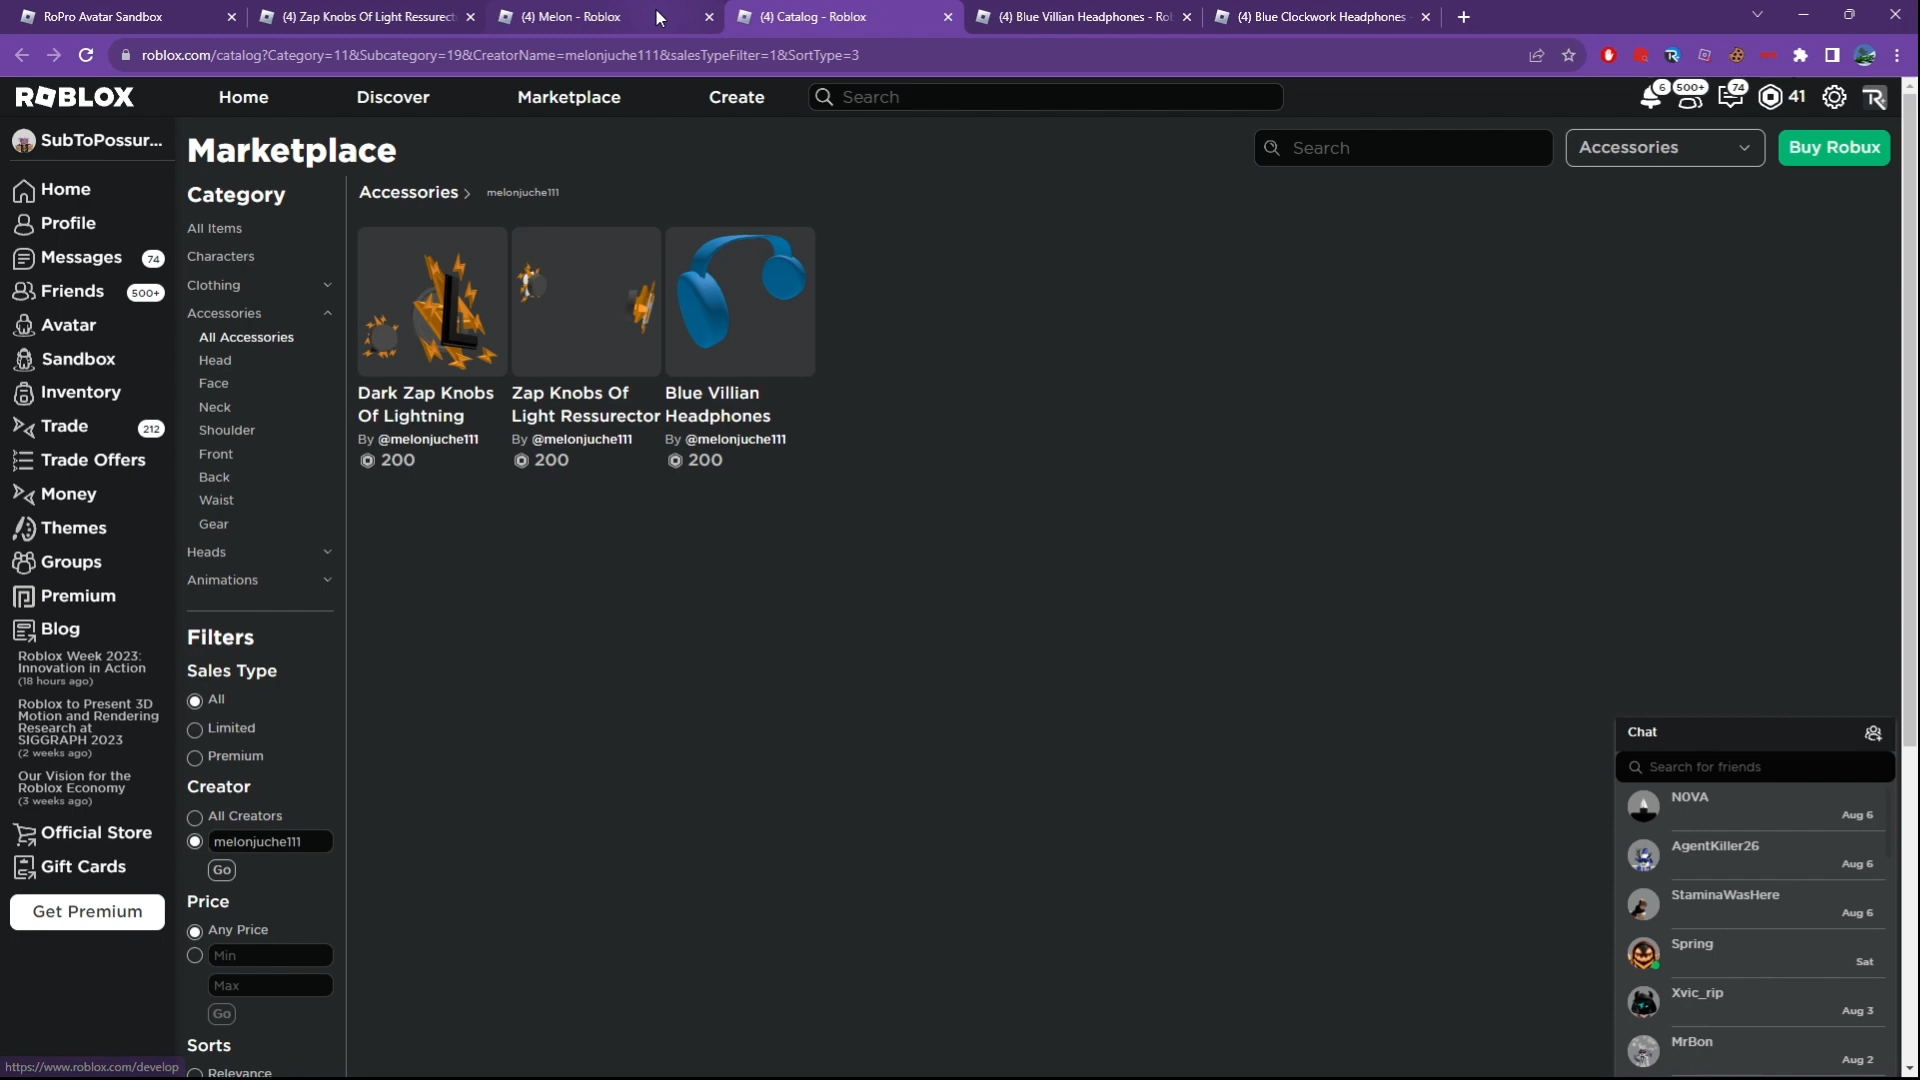 RoPro Avatar Sandbox
(4) Zap Knobs Of Light Ressurect
(4) Melon - Roblox
(4) Catalog - Roblox
(4) Blue Villian Headphones - Ro
(4) Blue Clockwork Headphones
roblox.com/catalog?Category=11&Subcategory=19&CreatorName=melonjuche111&salesTypeFilter=1&SortType=3
ROBLOX
Home
Discover
Marketplace
Create
Search
6
500+
74
41
SubToPossur...
Home
Profile
Messages 74
Friends 500+
Avatar
Sandbox
Inventory
Trade 212
Trade Offers
Money
Themes
Groups
Premium
Blog
Roblox Week 2023:
Innovation in Action
(18 hours ago)
Roblox to Present 3D
Motion and Rendering
Research at
SIGGRAPH 2023
(2 weeks ago)
Our Vision for the
Roblox Economy
(3 weeks ago)
Official Store
Gift Cards
Get Premium
https://www.roblox.com/develop
Marketplace
Search
Accessories
Buy Robux
Category
All Items
Characters
Clothing
Accessories
All Accessories
Head
Face
Neck
Shoulder
Front
Back
Waist
Gear
Heads
Animations
Filters
Sales Type
All
Limited
Premium
Creator
All Creators
melonjuche111
Go
Price
Any Price
Min
Max
Go
Sorts
Relevance
Accessories > melonjuche111
L
Dark Zap Knobs
Of Lightning
By @melonjuche111
200
Zap Knobs Of
Light Ressurector
By @melonjuche111
200
Blue Villian
Headphones
By @melonjuche111
200
Chat
Search for friends
N0VA
Aug 6
AgentKiller26
Aug 6
StaminaWasHere
Aug 6
Spring
Sat
Xvic_rip
Aug 3
MrBon
Aug 2